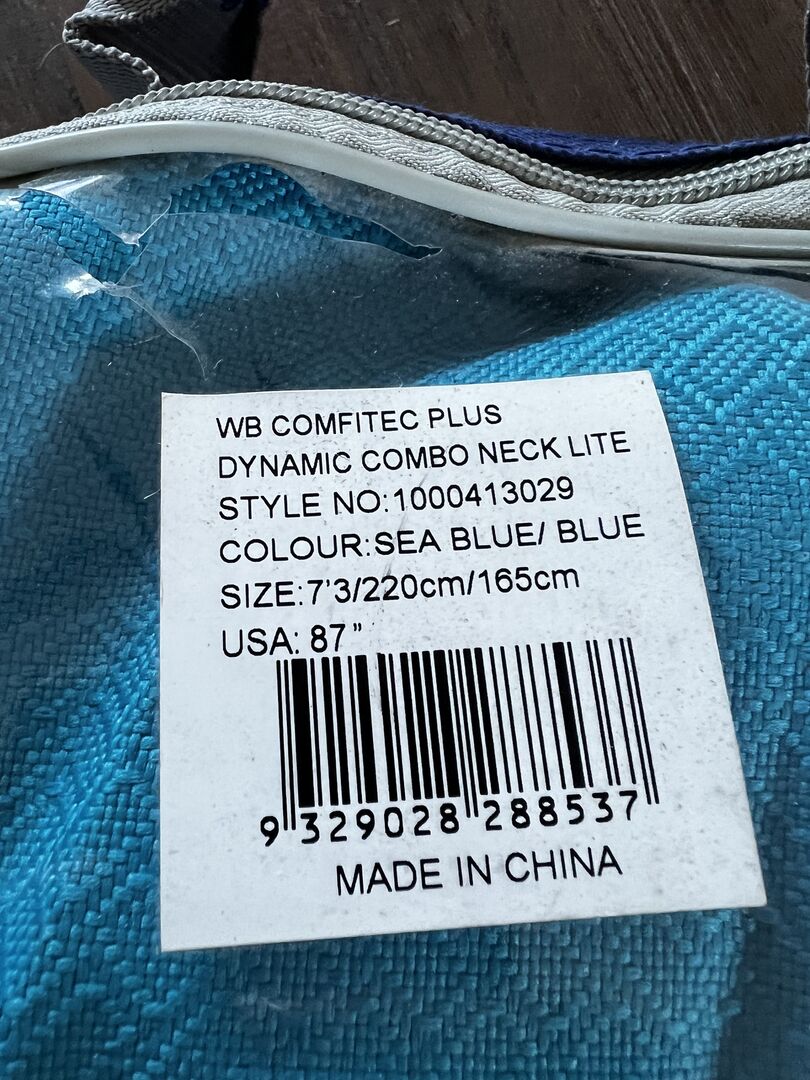 WB COMFITEC PLUS
DYNAMIC COMBO NECK LITE
STYLE NO:1000413029
COLOUR:SEA BLUE/ BLUE
SIZE:7'3/220cm/165cm
USA: 87"
9 329028 288537
MADE IN CHINA